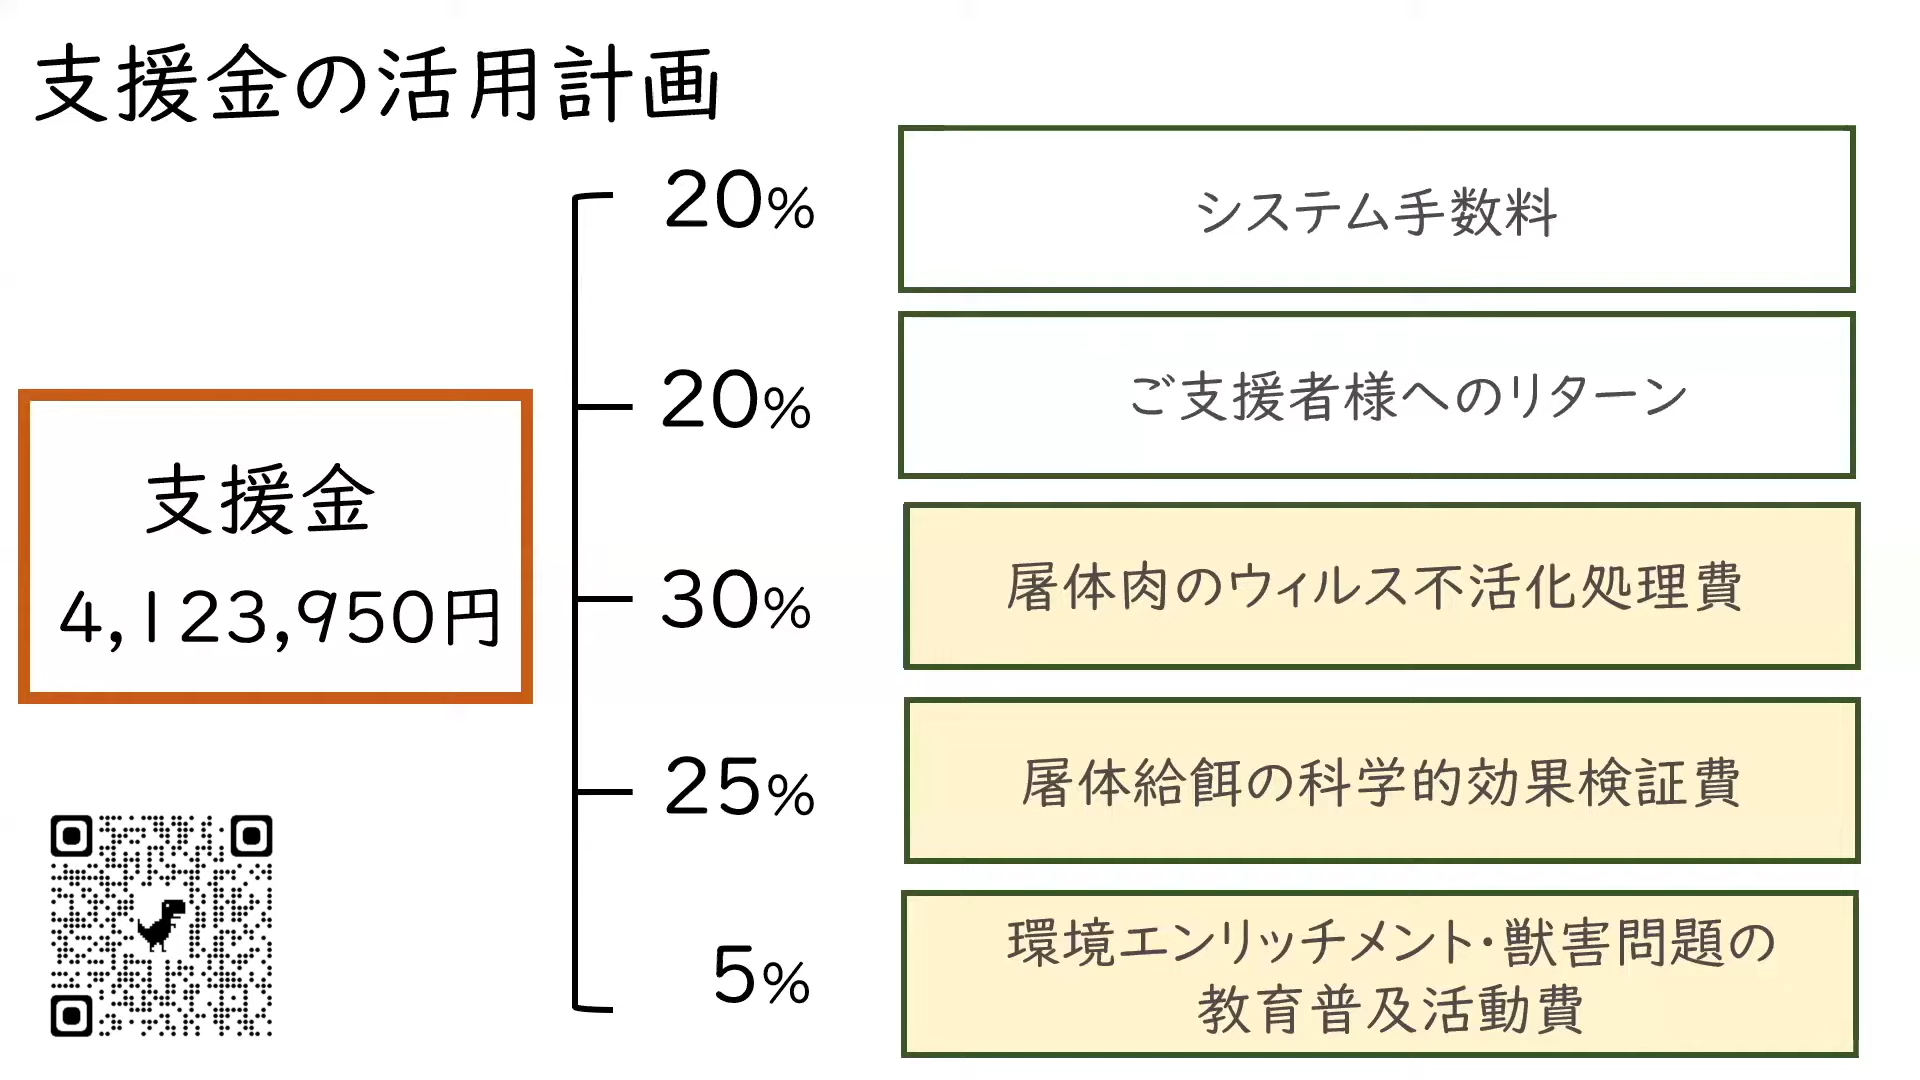 支援金の活用計画
支援金
4,123,950円
20%
システム手数料
20%
ご支援者様へのリターン
30%
屠体肉のウィルス不活化処理費
25%
屠体給餌の科学的効果検証費
5%
環境エンリッチメント・獣害問題の
教育普及活動費